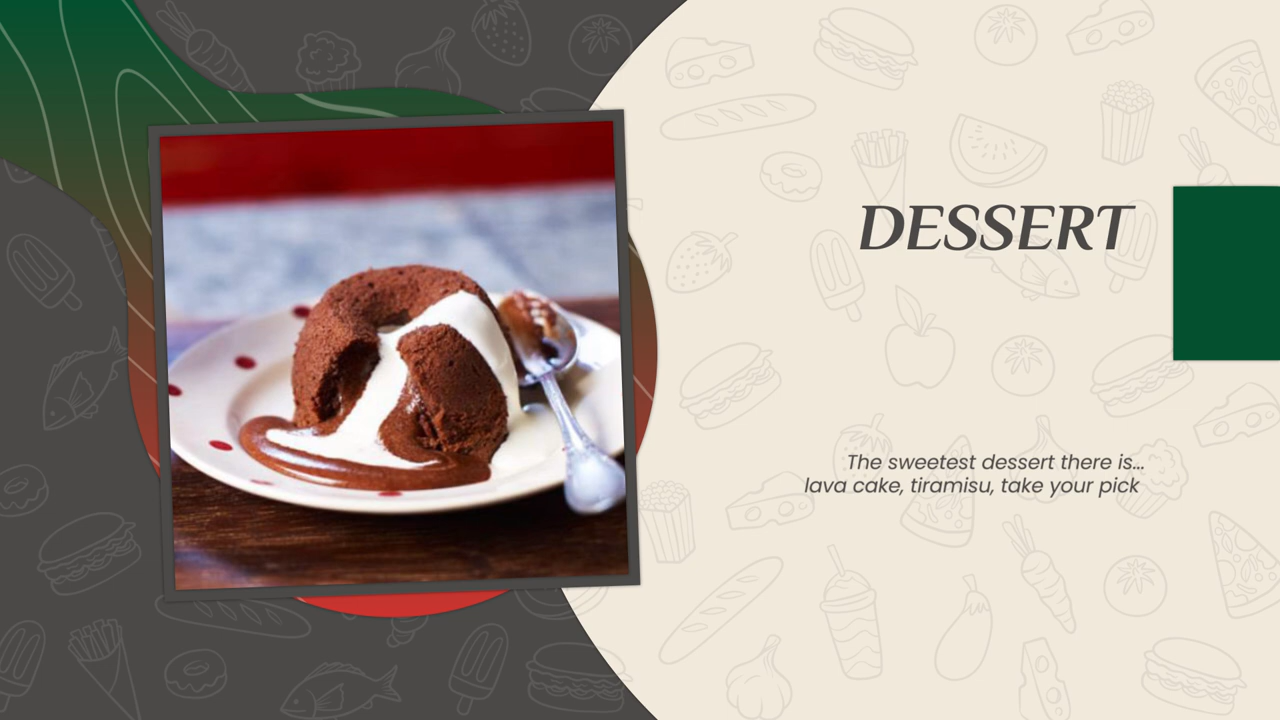 DESSERT
The sweetest dessert there is...
lava cake, tiramisu, take your pick